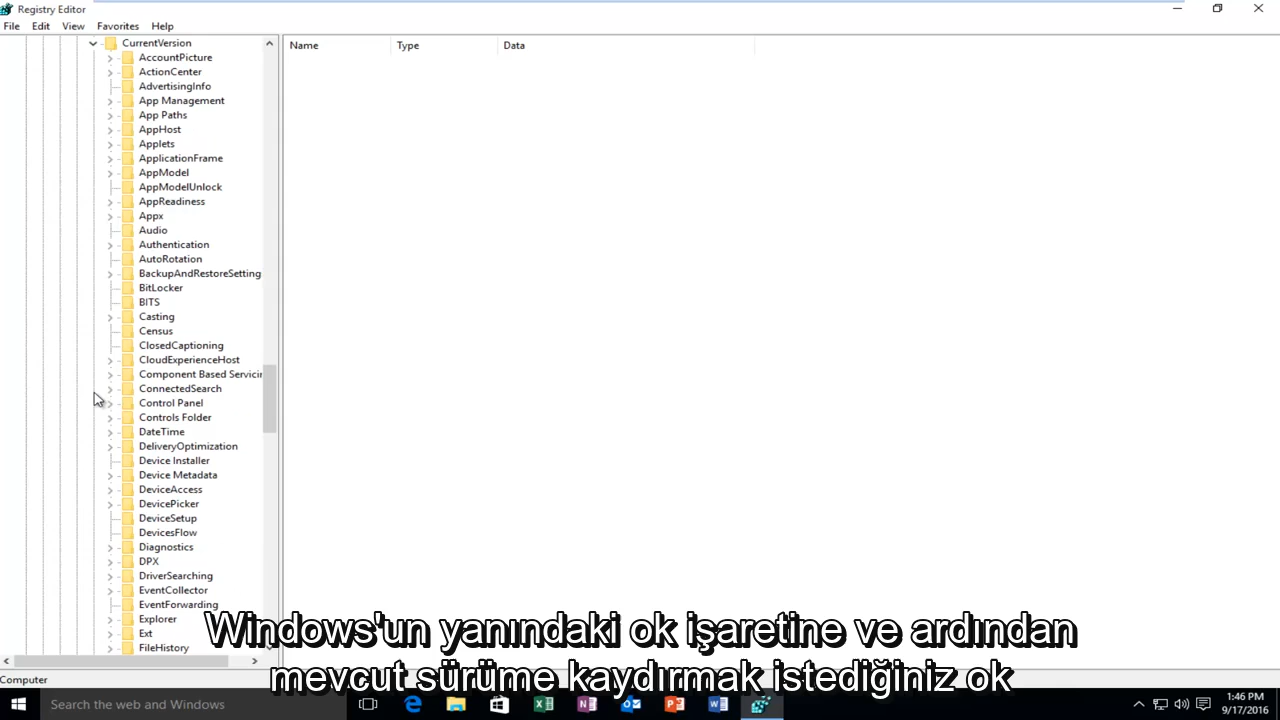 Registry Editor
File Edit View Favorites Help
CurrentVersion
AccountPicture
ActionCenter
AdvertisingInfo
App Management
App Paths
AppHost
Applets
ApplicationFrame
AppModel
AppModelUnlock
AppReadiness
Appx
Audio
Authentication
AutoRotation
BackupAndRestoreSetting
BitLocker
BITS
Casting
Census
ClosedCaptioning
CloudExperienceHost
Component Based Servicin
ConnectedSearch
Control Panel
Controls Folder
DateTime
DeliveryOptimization
Device Installer
Device Metadata
DeviceAccess
DevicePicker
DeviceSetup
DevicesFlow
Diagnostics
DPX
DriverSearching
EventCollector
EventForwarding
Explorer
Ext
FileHistory
Name Type Data
Windows'un yanındaki ok işaretine ve ardından
mevcut sürüme kaydırmak istediğiniz ok
Computer
Search the web and Windows
1:46 PM
9/17/2016